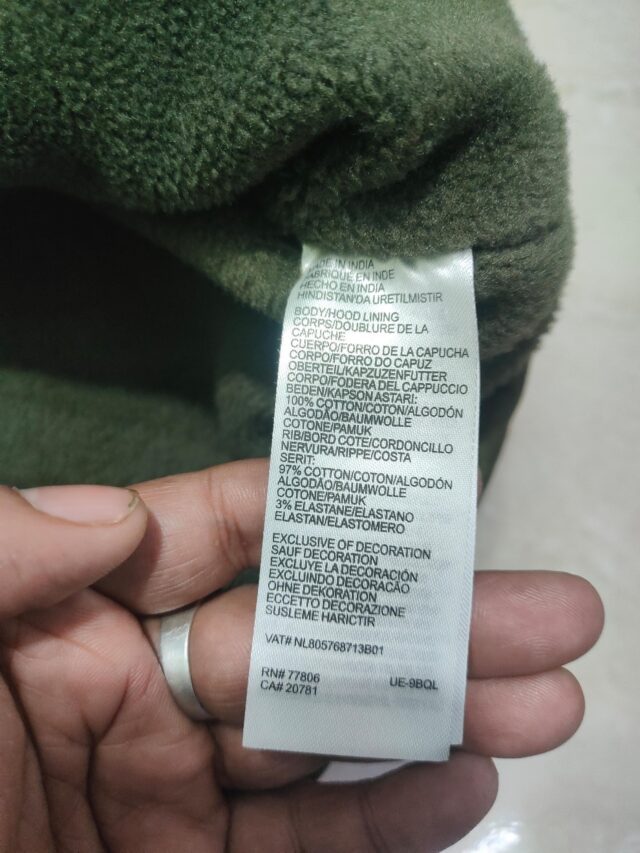 MADE IN INDIA
FABRIQUÉ EN INDE
HECHO EN INDIA
HINDISTAN'DA URETILMISTIR
BODY/HOOD LINING
CORPS/DOUBLURE DE LA
CAPUCHE
CUERPO/FORRO DE LA CAPUCHA
CORPO/FORRO DO CAPUZ
OBERTEIL/KAPZUZENFUTTER
CORPO/FODERA DEL CAPPUCCIO
BEDEN/KAPSON ASTARI:
100% COTTON/COTON/ALGODÓN
ALGODÃO/BAUMWOLLE
COTONE/PAMUK
RIB/BORD COTE/CORDONCILLO
NERVURA/RIPPE/COSTA
SERIT:
97% COTTON/COTON/ALGODÓN
ALGODÃO/BAUMWOLLE
COTONE/PAMUK
3% ELASTANE/ELASTANO
ELASTAN/ELASTOMERO
EXCLUSIVE OF DECORATION
SAUF DECORATION
EXCLUYE LA DECORACIÓN
EXCLUINDO DECORACÃO
OHNE DEKORATION
ECCETTO DECORAZIONE
SUSLEME HARICTIR
VAT# NL805768713B01
RN# 77806 UE-9BQL
CA# 20781